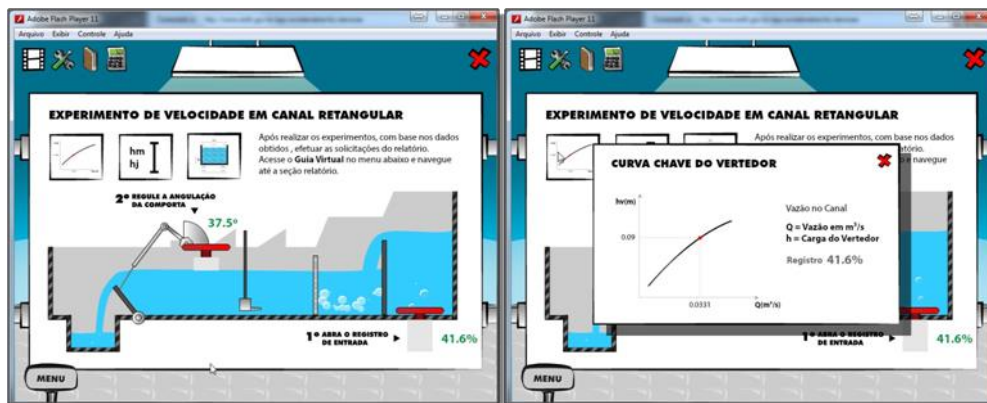 Adobe Flash Player 11
Arquivo Exibir Controle Ajuda
EXPERIMENTO DE VELOCIDADE EM CANAL RETANGULAR
hm
hj
Após realizar os experimentos, com base nos dados
obtidos , efetuar as solicitações do relatório.
Acesse o Guia Virtual no menu abaixo e navegue
até a seção relatório.
2º REGULE A ANGULAÇÃO
DA COMPORTA
37.5º
1º ABRA O REGISTRO
DE ENTRADA
41.6%
MENU
Adobe Flash Player 11
Arquivo Exibir Controle Ajuda
EXPERIMENTO DE VELOCIDADE EM CANAL RETANGULAR
Após realizar os experimentos, com base nos dados
relatório.
e navegue
CURVA CHAVE DO VERTEDOR
hv(m)
0.09
0.0331
Q(m³/s)
Vazão no Canal
Q = Vazão em m³/s
h = Carga do Vertedor
Registro 41.6%
1º ABRA O REGISTRO
DE ENTRADA
41.6%
MENU